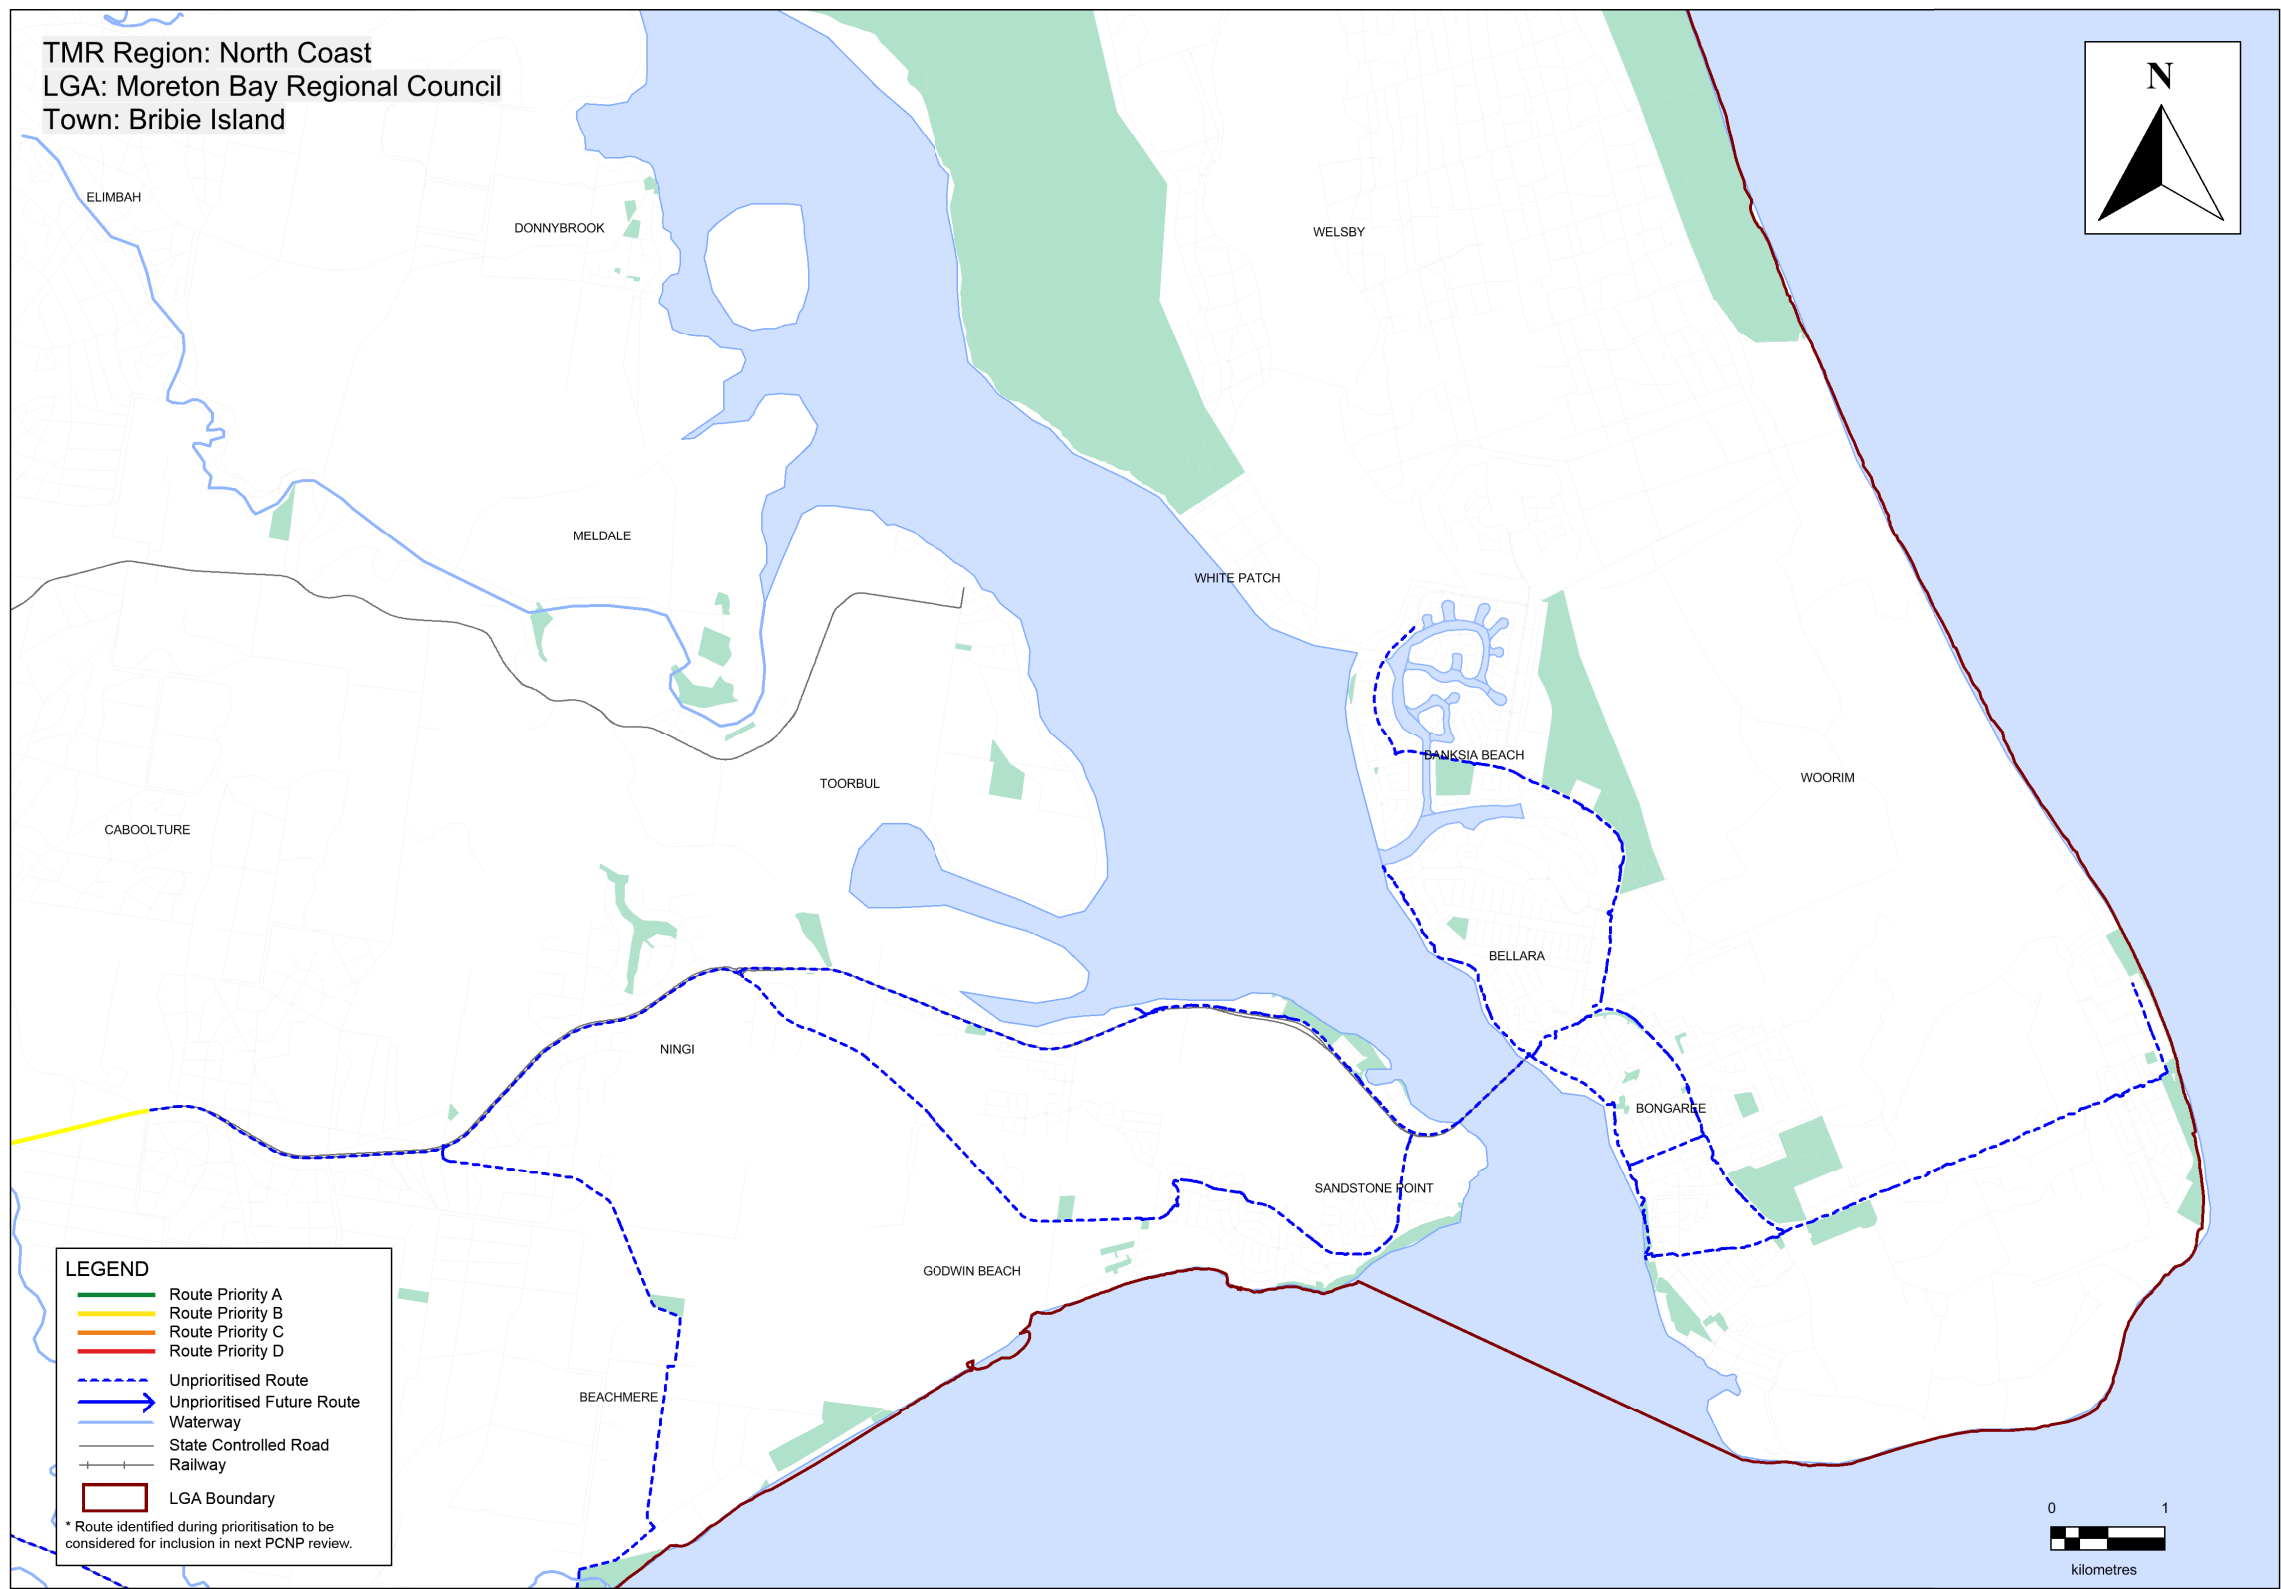 TMR Region: North Coast
LGA: Moreton Bay Regional Council
Town: Bribie Island
N
ELIMBAH
DONNYBROOK
WELSBY
MELDALE
WHITE PATCH
BANKSIA BEACH
WOORIM
TOORBUL
CABOOLTURE
BELLARA
NINGI
BONGAREE
SANDSTONE POINT
GODWIN BEACH
BEACHMERE
LEGEND
Route Priority A
Route Priority B
Route Priority C
Route Priority D
Unprioritised Route
Unprioritised Future Route
Waterway
State Controlled Road
Railway
LGA Boundary
* Route identified during prioritisation to be
considered for inclusion in next PCNP review.
0 1
kilometres